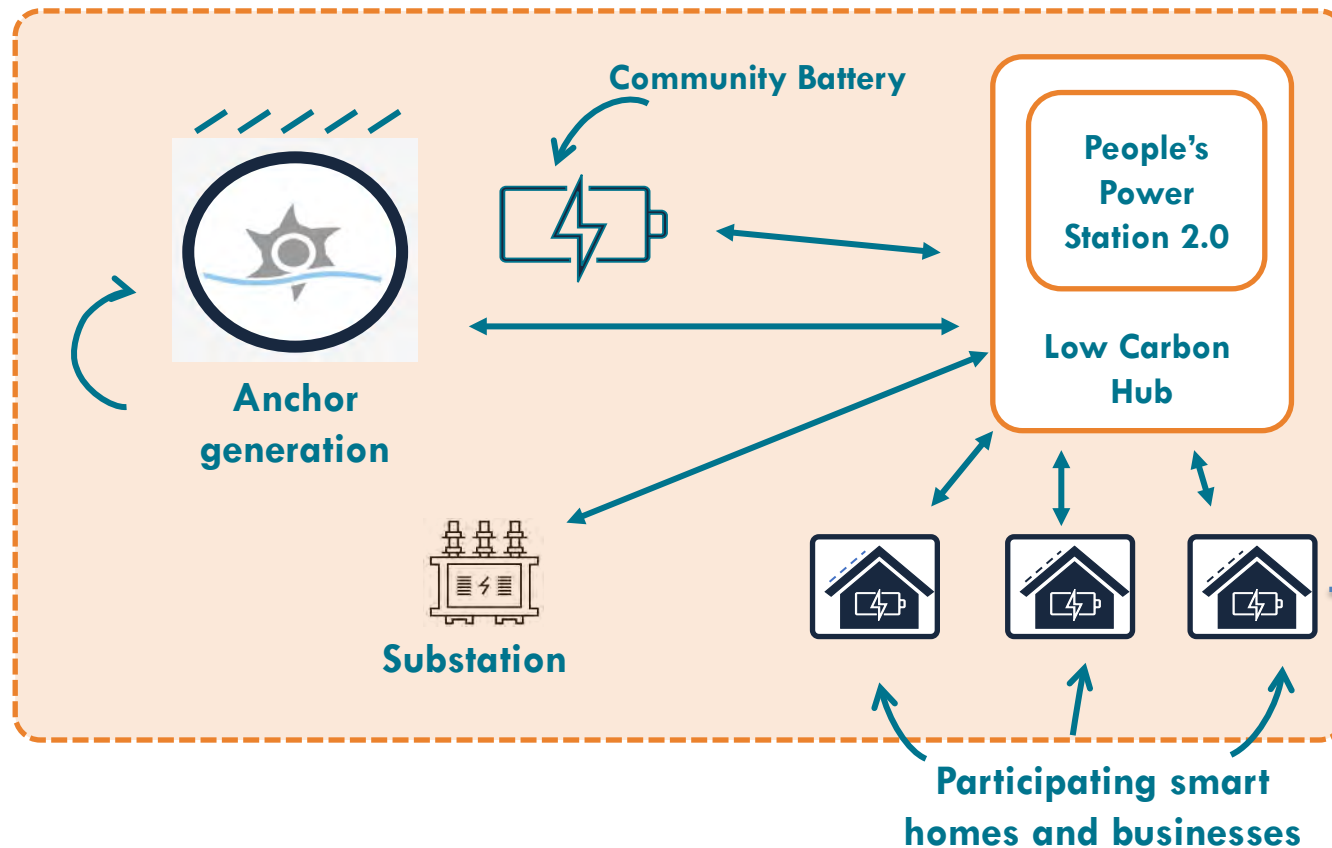 Community Battery
People’s
Power
Station 2.0
Low Carbon
Hub
Anchor
generation
Substation
Participating smart
homes and businesses